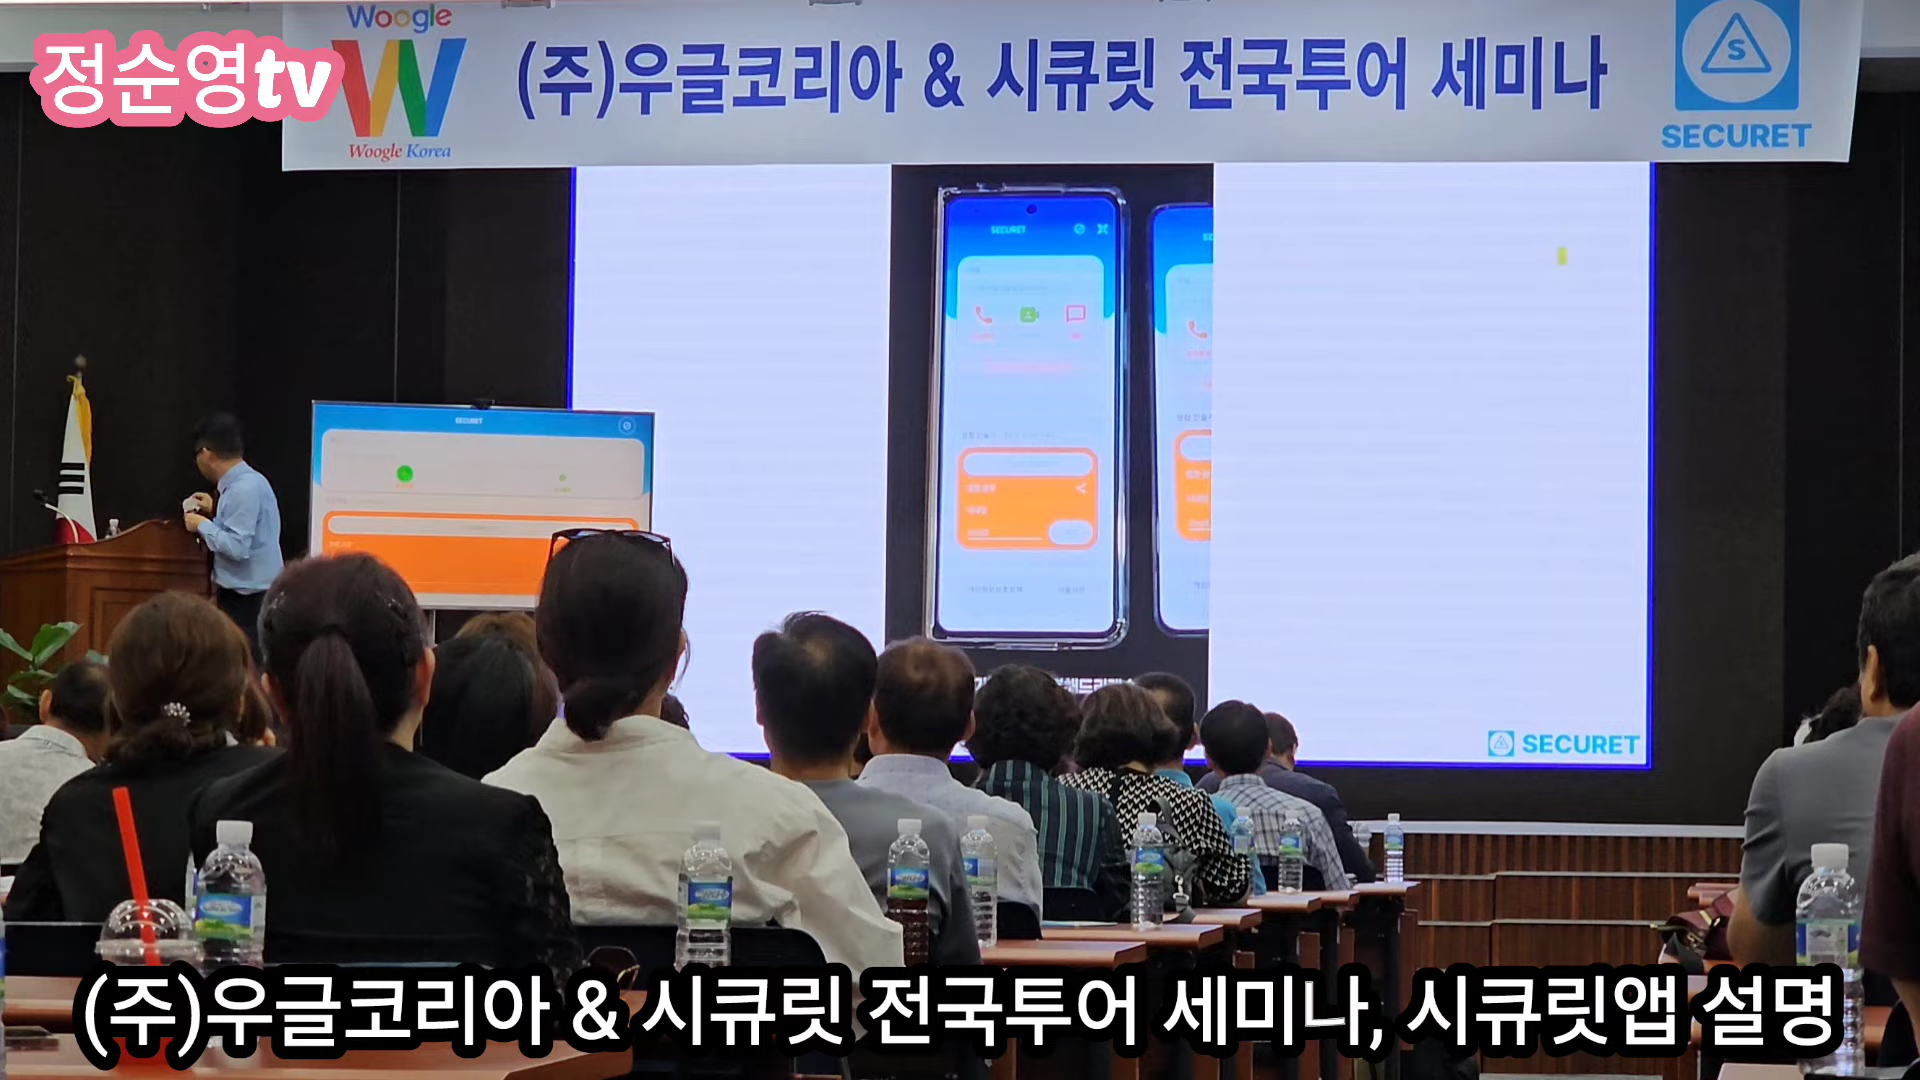 정순영tv
Woogle
Woogle Korea
(주)우글코리아 & 시큐릿 전국투어 세미나
S
SECURET
SECURET
SECURET
SECURET
(주)우글코리아 & 시큐릿 전국투어 세미나, 시큐릿앱 설명